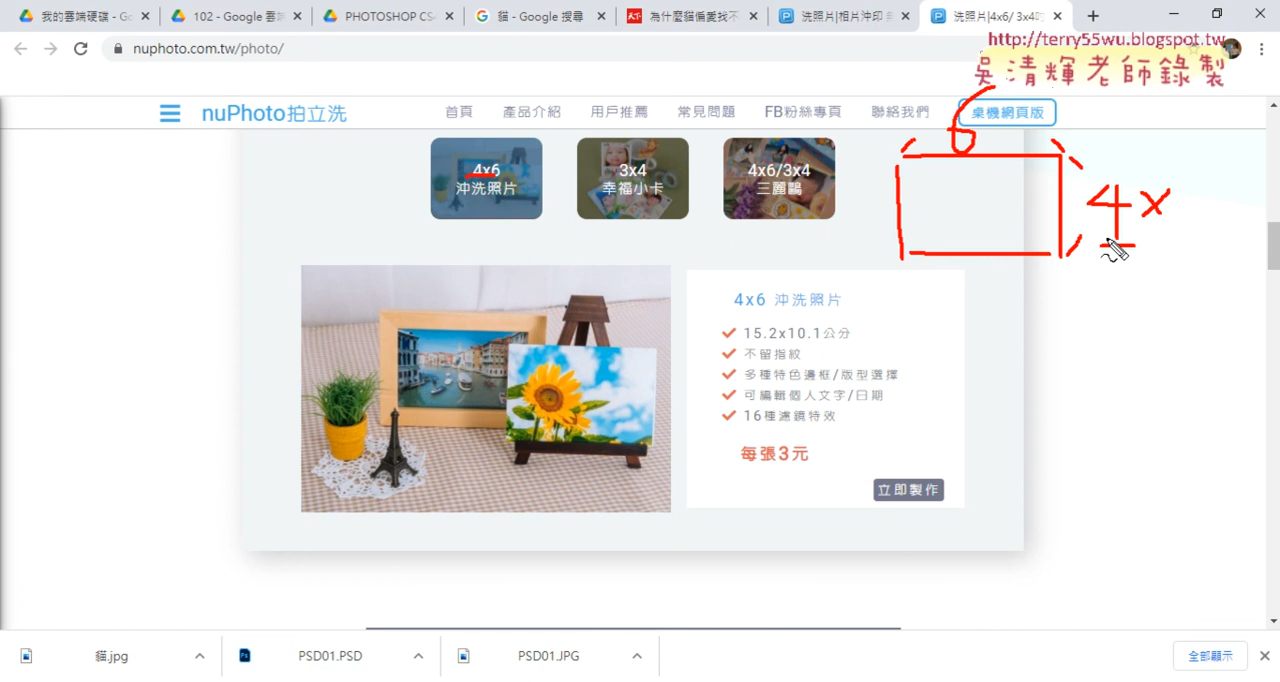 我的雲端硬碟 - Go
102 - Google 雲端
PHOTOSHOP CS
貓 - Google 搜尋
為什麼貓偏愛找不
洗照片|相片沖印
洗照片|4x6/ 3x4
nuphoto.com.tw/photo/
http://terry55wu.blogspot.tw
吳清輝老師錄製
nuPhoto拍立洗
首頁
產品介紹
用戶推薦
常見問題
FB粉絲專頁
聯絡我們
桌機網頁版
6
4x6
沖洗照片
3x4
幸福小卡
4x6/3x4
三麗鷗
4x
4x6 沖洗照片
15.2x10.1公分
不留指紋
多種特色邊框/版型選擇
可編輯個人文字/日期
16種濾鏡特效
每張3元
立即製作
貓.jpg
PSD01.PSD
PSD01.JPG
全部顯示